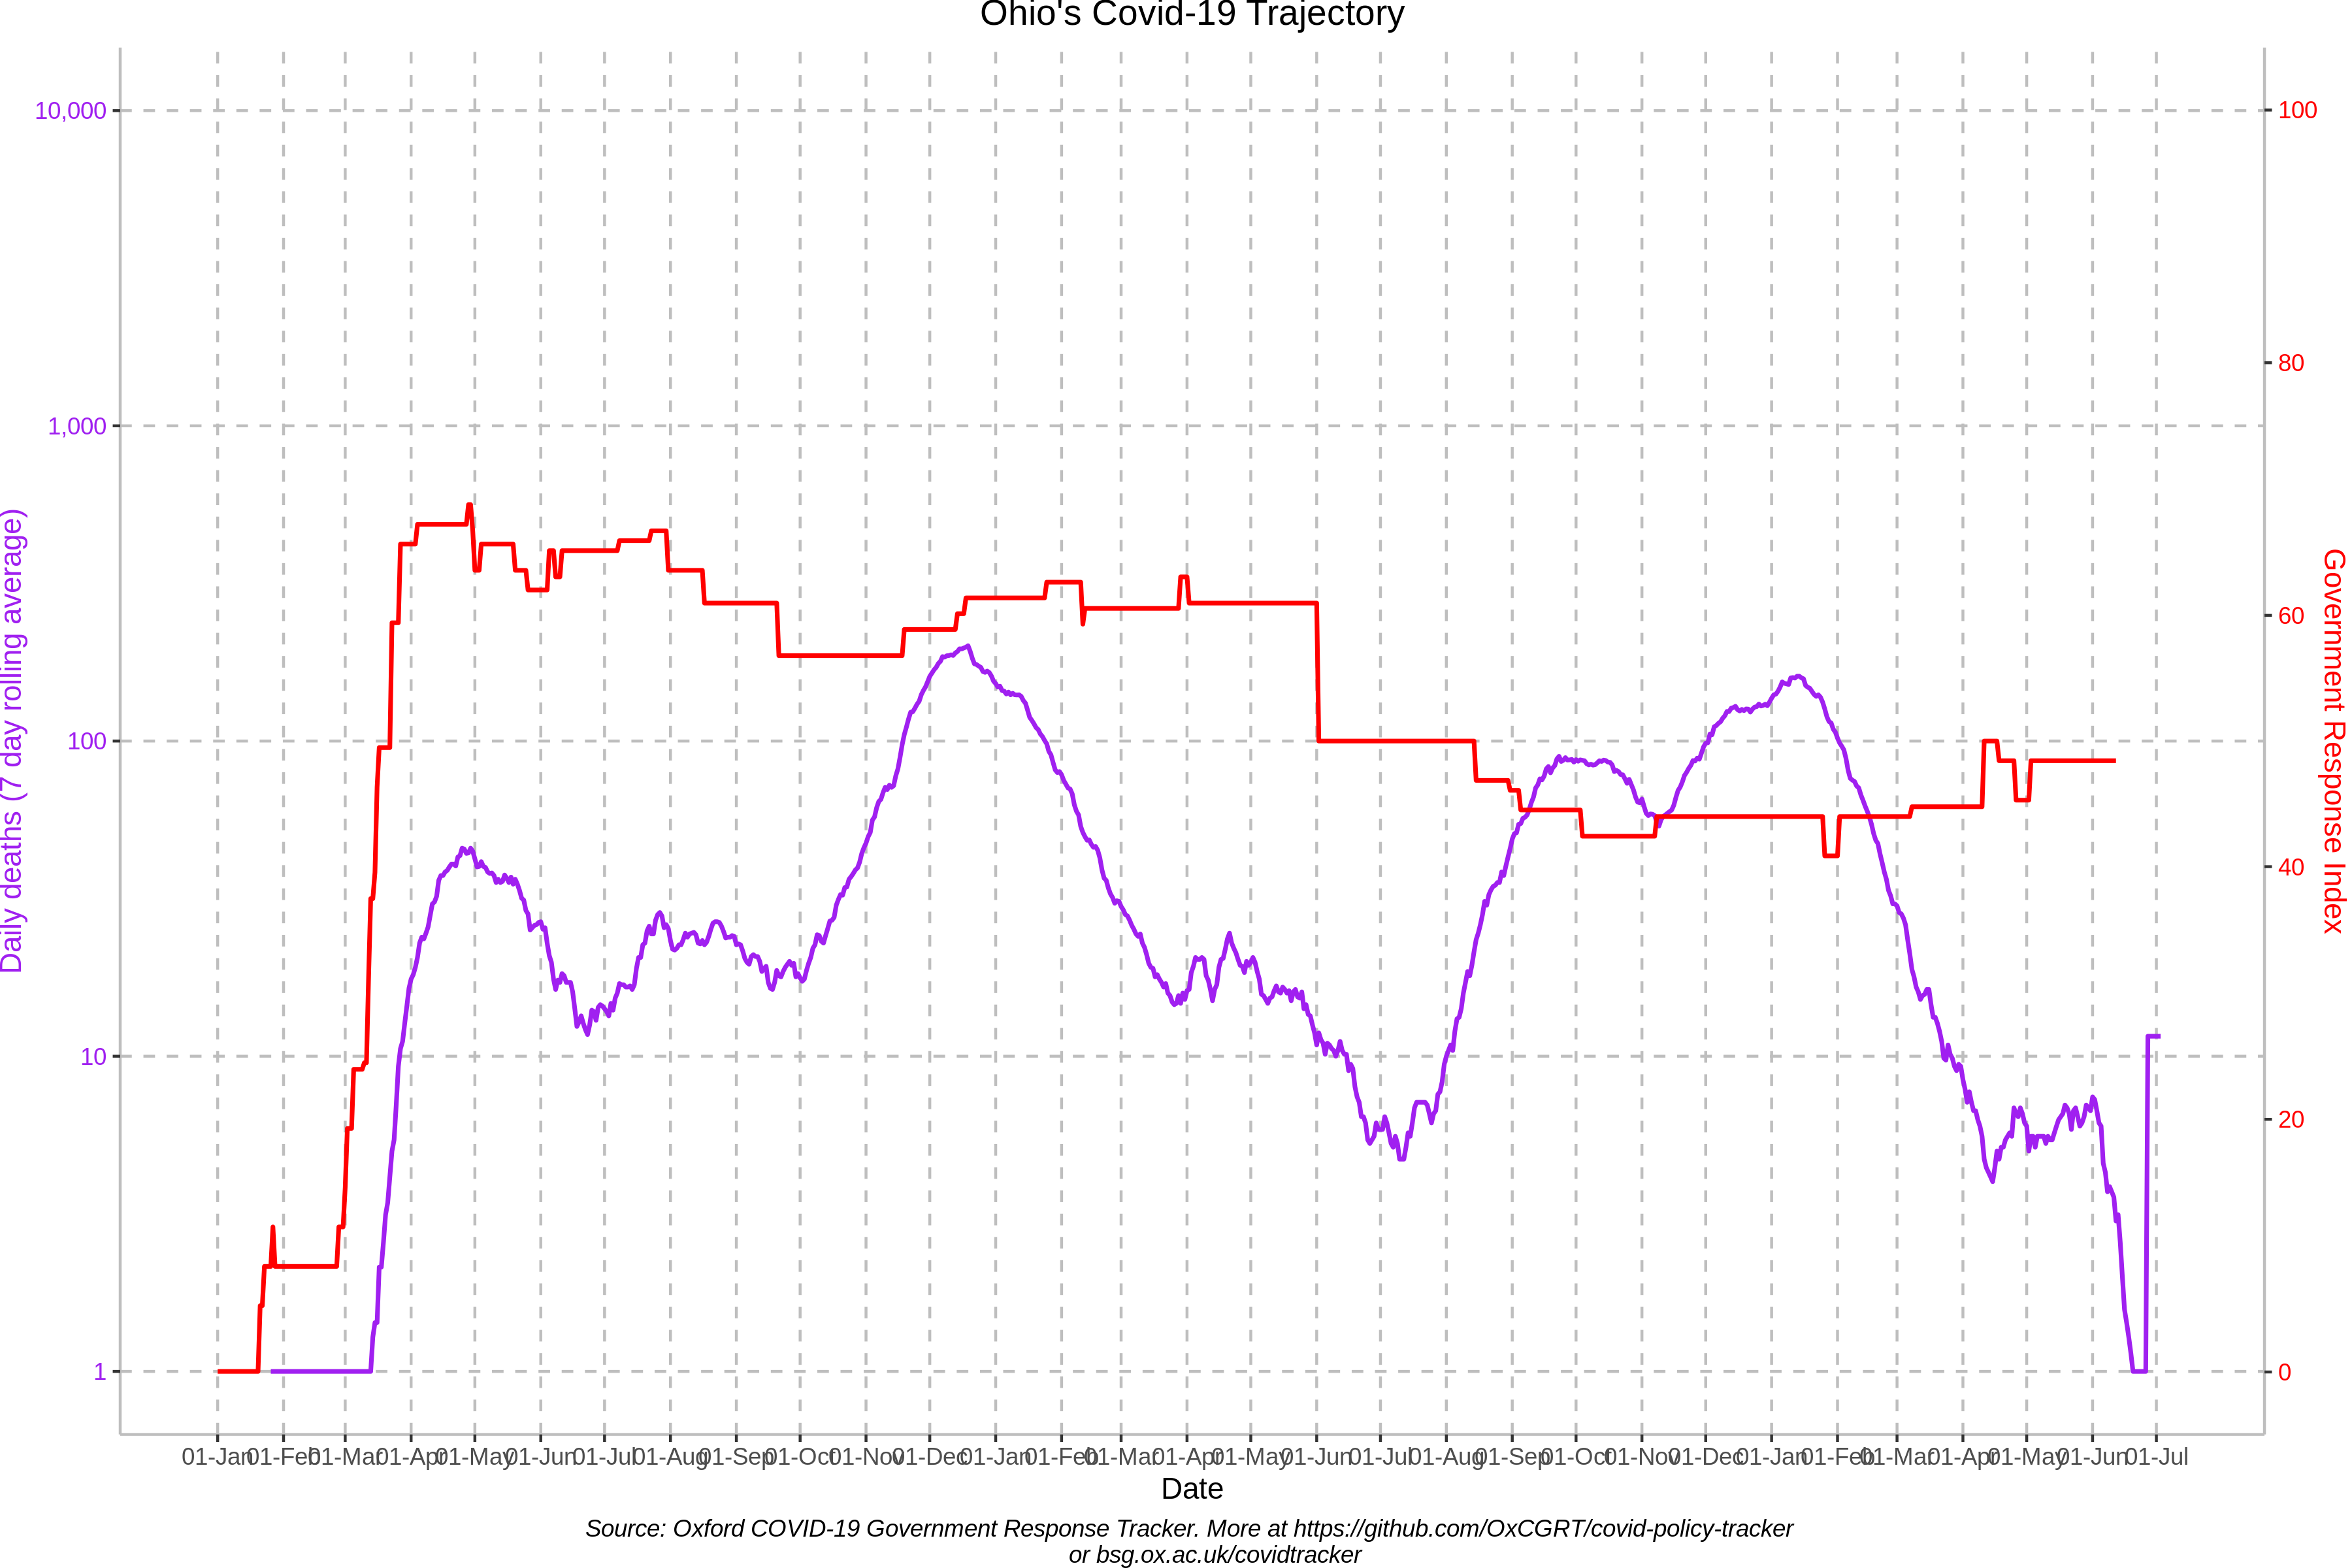 Ohio's Covid-19 Trajectory
10,000
1,000
100
10
1
Daily deaths (7 day rolling average)
100
80
60
40
20
0
Government Response Index
01-Jan 01-Feb 01-Mar 01-Apr 01-May 01-Jun 01-Jul 01-Aug 01-Sep 01-Oct 01-Nov 01-Dec 01-Jan 01-Feb 01-Mar 01-Apr 01-May 01-Jun 01-Jul 01-Aug 01-Sep 01-Oct 01-Nov 01-Dec 01-Jan 01-Feb 01-Mar 01-Apr 01-May 01-Jun 01-Jul
Date
Source: Oxford COVID-19 Government Response Tracker. More at https://github.com/OxCGRT/covid-policy-tracker
or bsg.ox.ac.uk/covidtracker